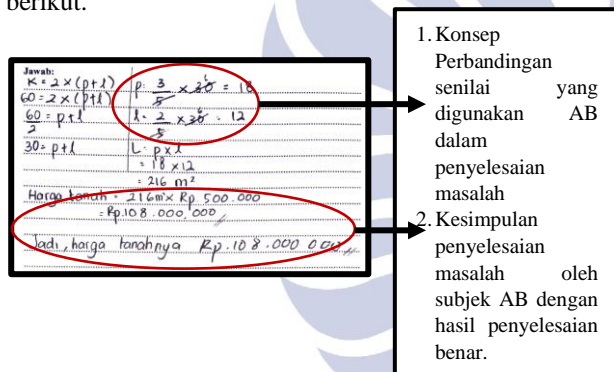 berikut.
Jawab:
K = 2 × (p+l)
60 = 2 × (p+l)
60/2 = p+l
30 = p+l
p: 3/5 × 30 6 = 18
l: 2/5 × 30 6 = 12
L = p×l
= 18 × 12
= 216 m²
Harga tanah = 216 m² × Rp. 500.000
= Rp. 108.000.000,//
Jadi, harga tanahnya Rp. 108.000 000,//
1. Konsep
Perbandingan
senilai yang
digunakan AB
dalam
penyelesaian
masalah
2. Kesimpulan
penyelesaian
masalah oleh
subjek AB dengan
hasil penyelesaian
benar.